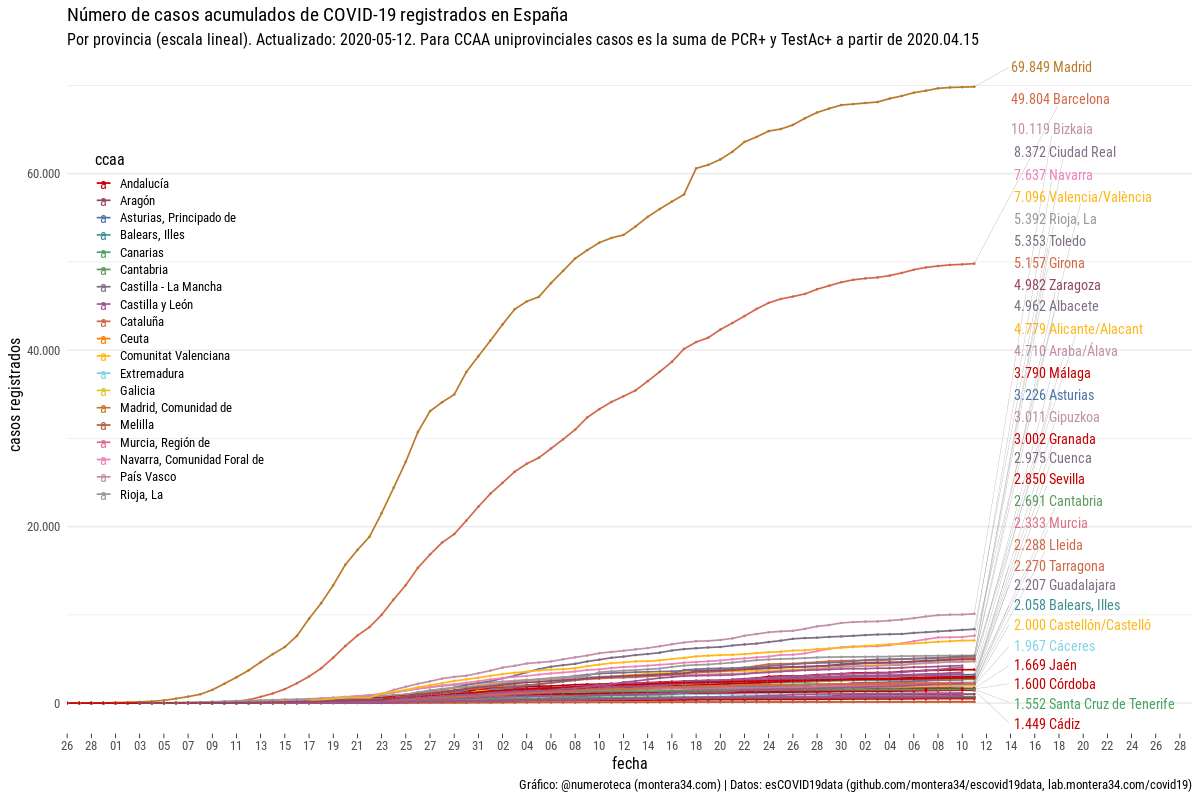 Número de casos acumulados de COVID-19 registrados en España
Por provincia (escala lineal). Actualizado: 2020-05-12. Para CCAA uniprovinciales casos es la suma de PCR+ y TestAc+ a partir de 2020.04.15
69.849 Madrid
49.804 Barcelona
10.119 Bizkaia
8.372 Ciudad Real
7.637 Navarra
7.096 Valencia/València
5.392 Rioja, La
5.353 Toledo
5.157 Girona
4.982 Zaragoza
4.962 Albacete
4.779 Alicante/Alacant
4.710 Araba/Álava
3.790 Málaga
3.226 Asturias
3.011 Gipuzkoa
3.002 Granada
2.975 Cuenca
2.850 Sevilla
2.691 Cantabria
2.333 Murcia
2.288 Lleida
2.270 Tarragona
2.207 Guadalajara
2.058 Balears, Illes
2.000 Castellón/Castelló
1.967 Cáceres
1.669 Jaén
1.600 Córdoba
1.552 Santa Cruz de Tenerife
1.449 Cádiz
ccaa
Andalucía
Aragón
Asturias, Principado de
Balears, Illes
Canarias
Cantabria
Castilla - La Mancha
Castilla y León
Cataluña
Ceuta
Comunitat Valenciana
Extremadura
Galicia
Madrid, Comunidad de
Melilla
Murcia, Región de
Navarra, Comunidad Foral de
País Vasco
Rioja, La
casos registrados
60.000
40.000
20.000
0
26 28 01 03 05 07 09 11 13 15 17 19 21 23 25 27 29 31 02 04 06 08 10 12 14 16 18 20 22 24 26 28 30 02 04 06 08 10 12 14 16 18 20 22 24 26 28
fecha
Gráfico: @numeroteca (montera34.com) | Datos: esCOVID19data (github.com/montera34/escovid19data, lab.montera34.com/covid19)